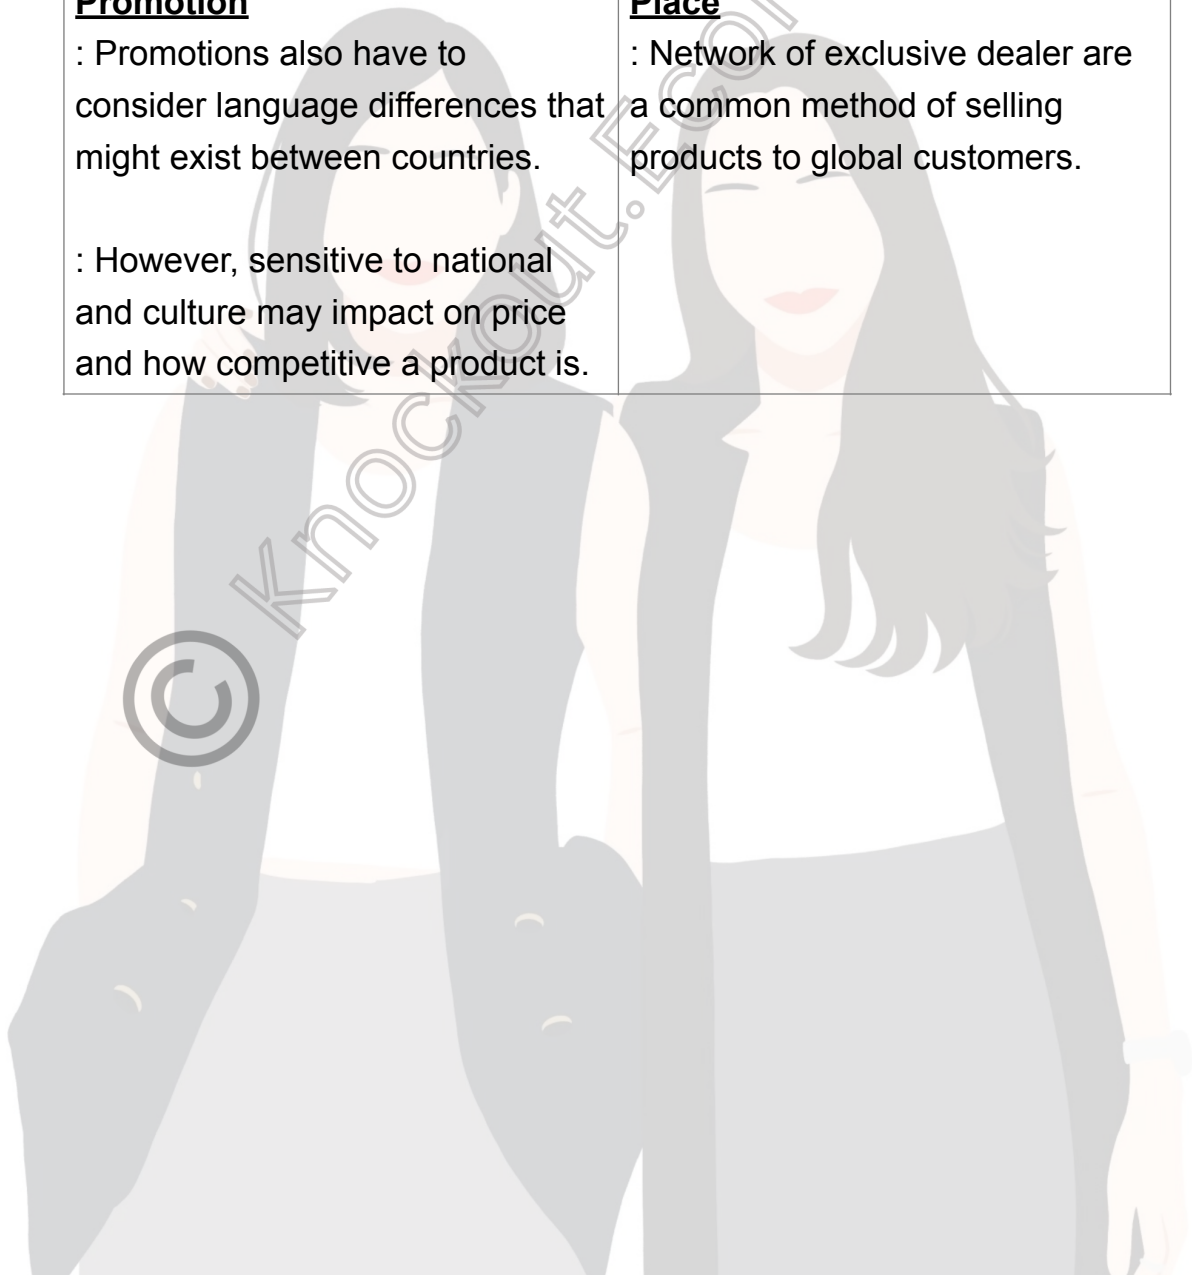 Promotion
: Promotions also have to
consider language differences that
might exist between countries.
: However, sensitive to national
and culture may impact on price
and how competitive a product is.
Place
: Network of exclusive dealer are
a common method of selling
products to global customers.
© Knockout.Econ